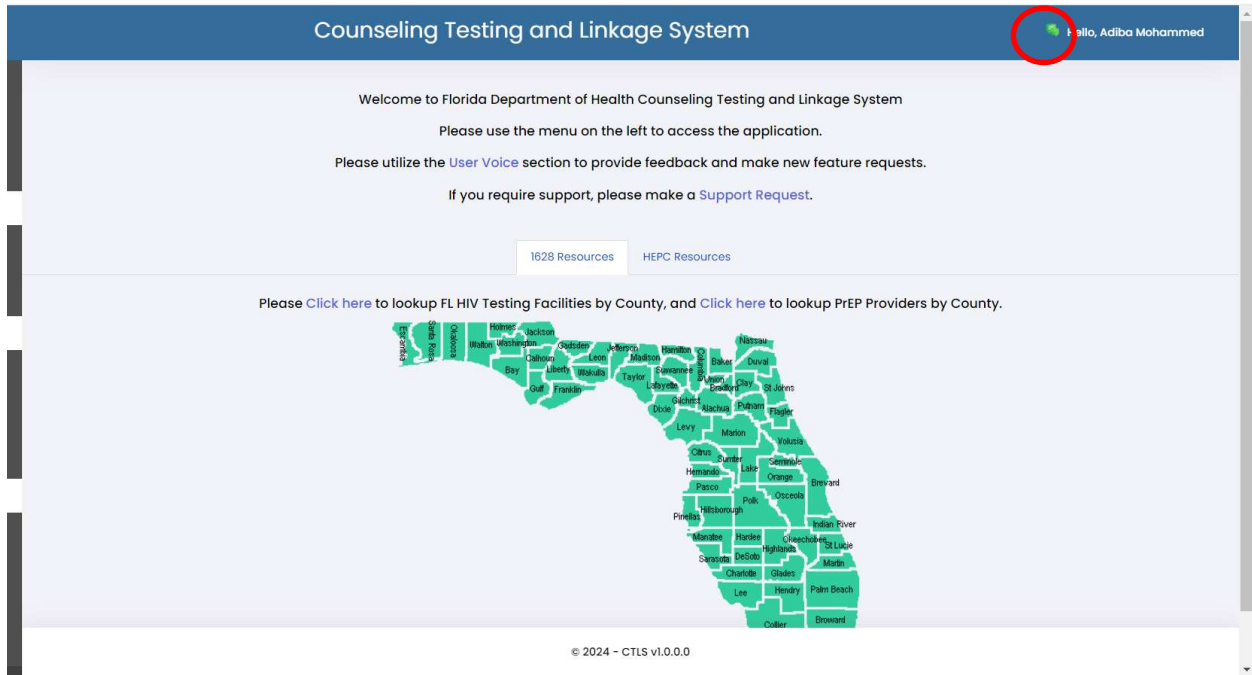 Counseling Testing and Linkage System
Hello, Adiba Mohammed
Welcome to Florida Department of Health Counseling Testing and Linkage System
Please use the menu on the left to access the application.
Please utilize the User Voice section to provide feedback and make new feature requests.
If you require support, please make a Support Request.
1628 Resources HEPC Resources
Please Click here to lookup FL HIV Testing Facilities by County, and Click here to lookup PrEP Providers by County.
Escambia
Santa Rosa
Okaloosa
Walton
Holmes
Washington
Jackson
Bay
Calhoun
Gulf
Liberty
Gadsden
Franklin
Leon
Wakulla
Jefferson
Madison
Taylor
Hamilton
Suwannee
Lafayette
Dixie
Columbia
Gilchrist
Levy
Baker
Union
Bradford
Alachua
Nassau
Duval
Clay
St Johns
Putnam
Flagler
Marion
Volusia
Citrus
Sumter
Lake
Seminole
Hernando
Orange
Pasco
Brevard
Polk
Osceola
Hillsborough
Pinellas
Indian River
Manatee
Hardee
Highlands
Okeechobee
St Lucie
Sarasota
DeSoto
Martin
Charlotte
Glades
Lee
Hendry
Palm Beach
Collier
Broward
© 2024 - CTLS v1.0.0.0